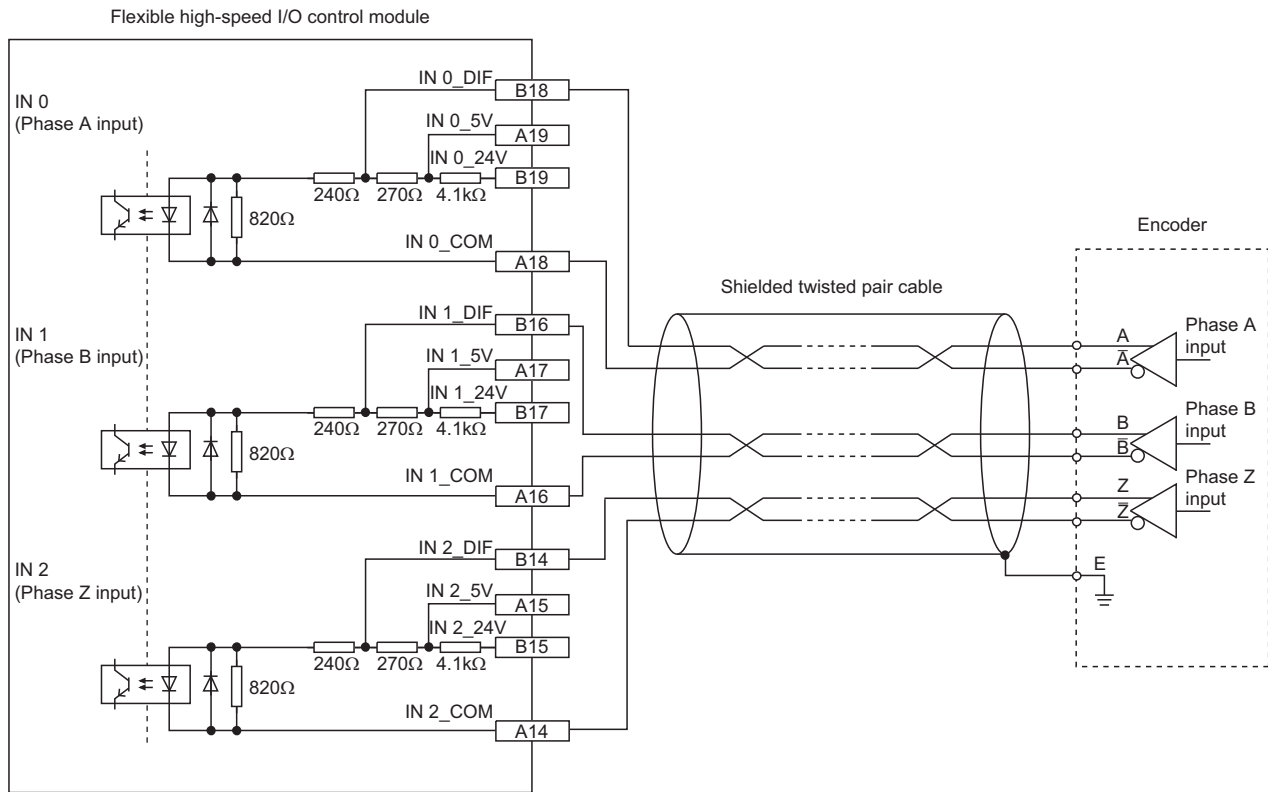 Flexible high-speed I/O control module
IN 0
(Phase A input)
IN 0_DIF
B18
IN 0_5V
A19
IN 0_24V
B19
240Ω
270Ω
4.1kΩ
820Ω
IN 0_COM
A18
IN 1
(Phase B input)
IN 1_DIF
B16
IN 1_5V
A17
IN 1_24V
B17
240Ω
270Ω
4.1kΩ
820Ω
IN 1_COM
A16
IN 2
(Phase Z input)
IN 2_DIF
B14
IN 2_5V
A15
IN 2_24V
B15
240Ω
270Ω
4.1kΩ
820Ω
IN 2_COM
A14
Shielded twisted pair cable
Encoder
A
A̅
Phase A
input
B
B̅
Phase B
input
Z
Z̅
Phase Z
input
E